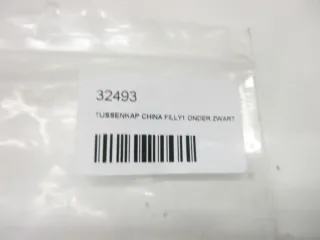 32493
TUSSENKAP CHINA FILLY1 ONDER ZWART